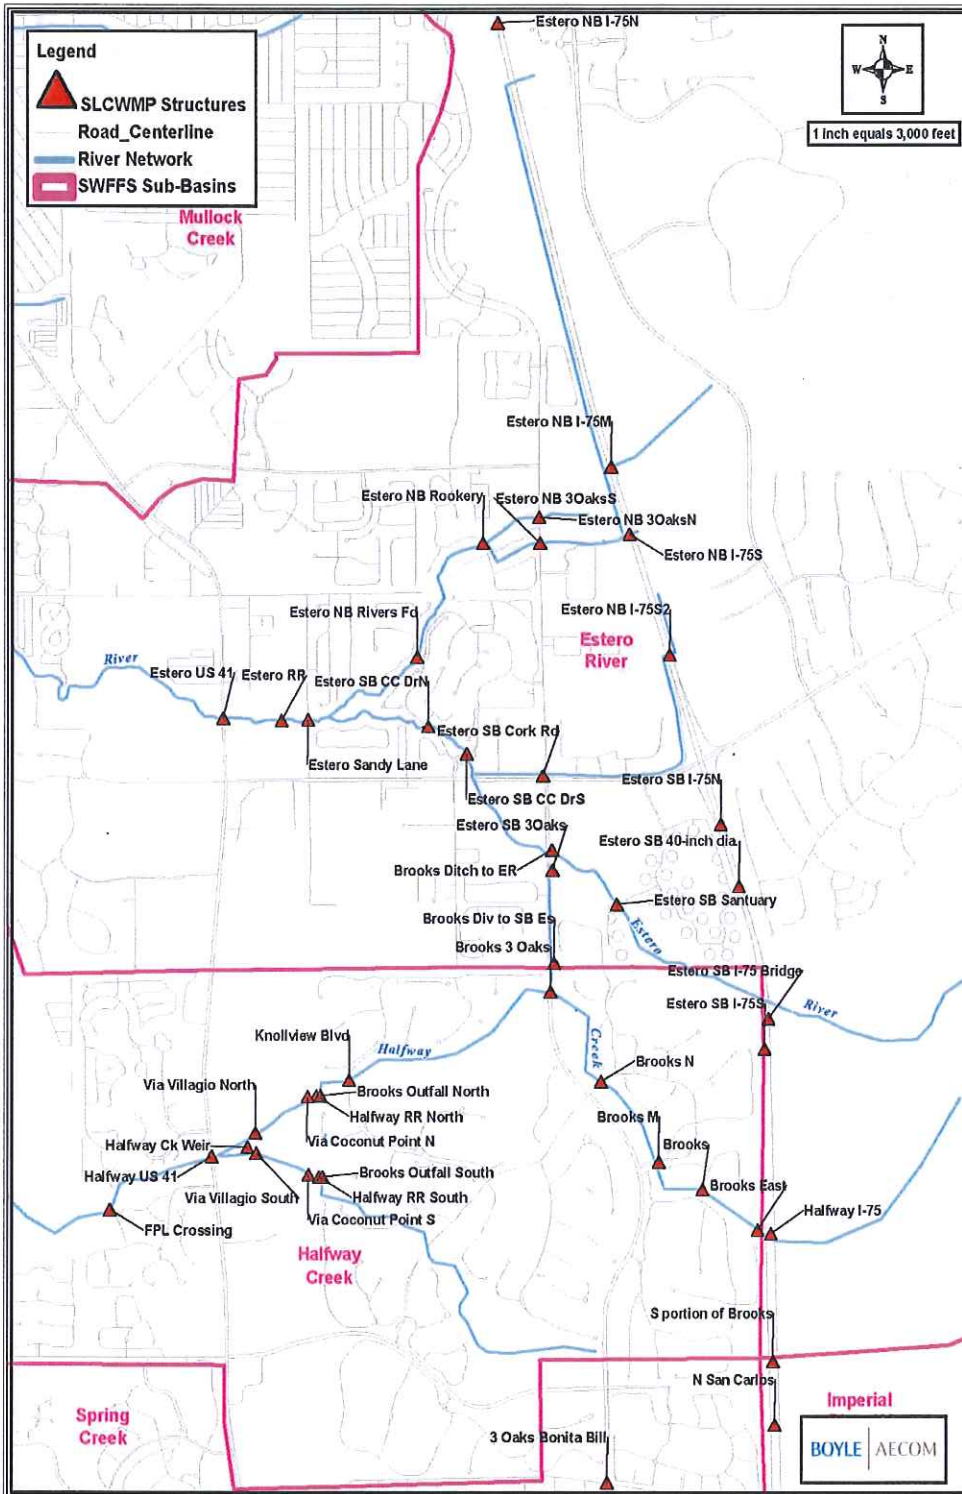 Estero NB I-75N
Legend
SLCWMP Structures
Road_Centerline
River Network
SWFFS Sub-Basins
N
W
E
S
1 inch equals 3,000 feet
Mullock
Creek
Estero NB I-75M
Estero NB Rookery
Estero NB 3OaksS
Estero NB 3OaksN
Estero NB I-75S
Estero NB I-75S2
Estero NB Rivers Fd
Estero
River
River
Estero US 41
Estero RR
Estero SB CC DrN
Estero SB Cork Rd
Estero Sandy Lane
Estero SB I-75N
Estero SB CC DrS
Estero SB 3Oaks
Estero SB 40-inch dia
Brooks Ditch to ER
Estero SB Santuary
Brooks Div to SB Es
Estero
Brooks 3 Oaks
Estero SB I-75 Bridge
Estero SB I-75S
River
Knollview Blvd
Halfway
Creek
Brooks N
Via Villagio North
Brooks Outfall North
Halfway RR North
Brooks M
Via Coconut Point N
Halfway Ck Weir
Brooks
Halfway US 41
Brooks Outfall South
Brooks East
Via Villagio South
Halfway RR South
Via Coconut Point S
FPL Crossing
Halfway I-75
Halfway
Creek
S portion of Brooks
N San Carlos
Imperial
Spring
Creek
3 Oaks Bonita Bill
BOYLE | AECOM